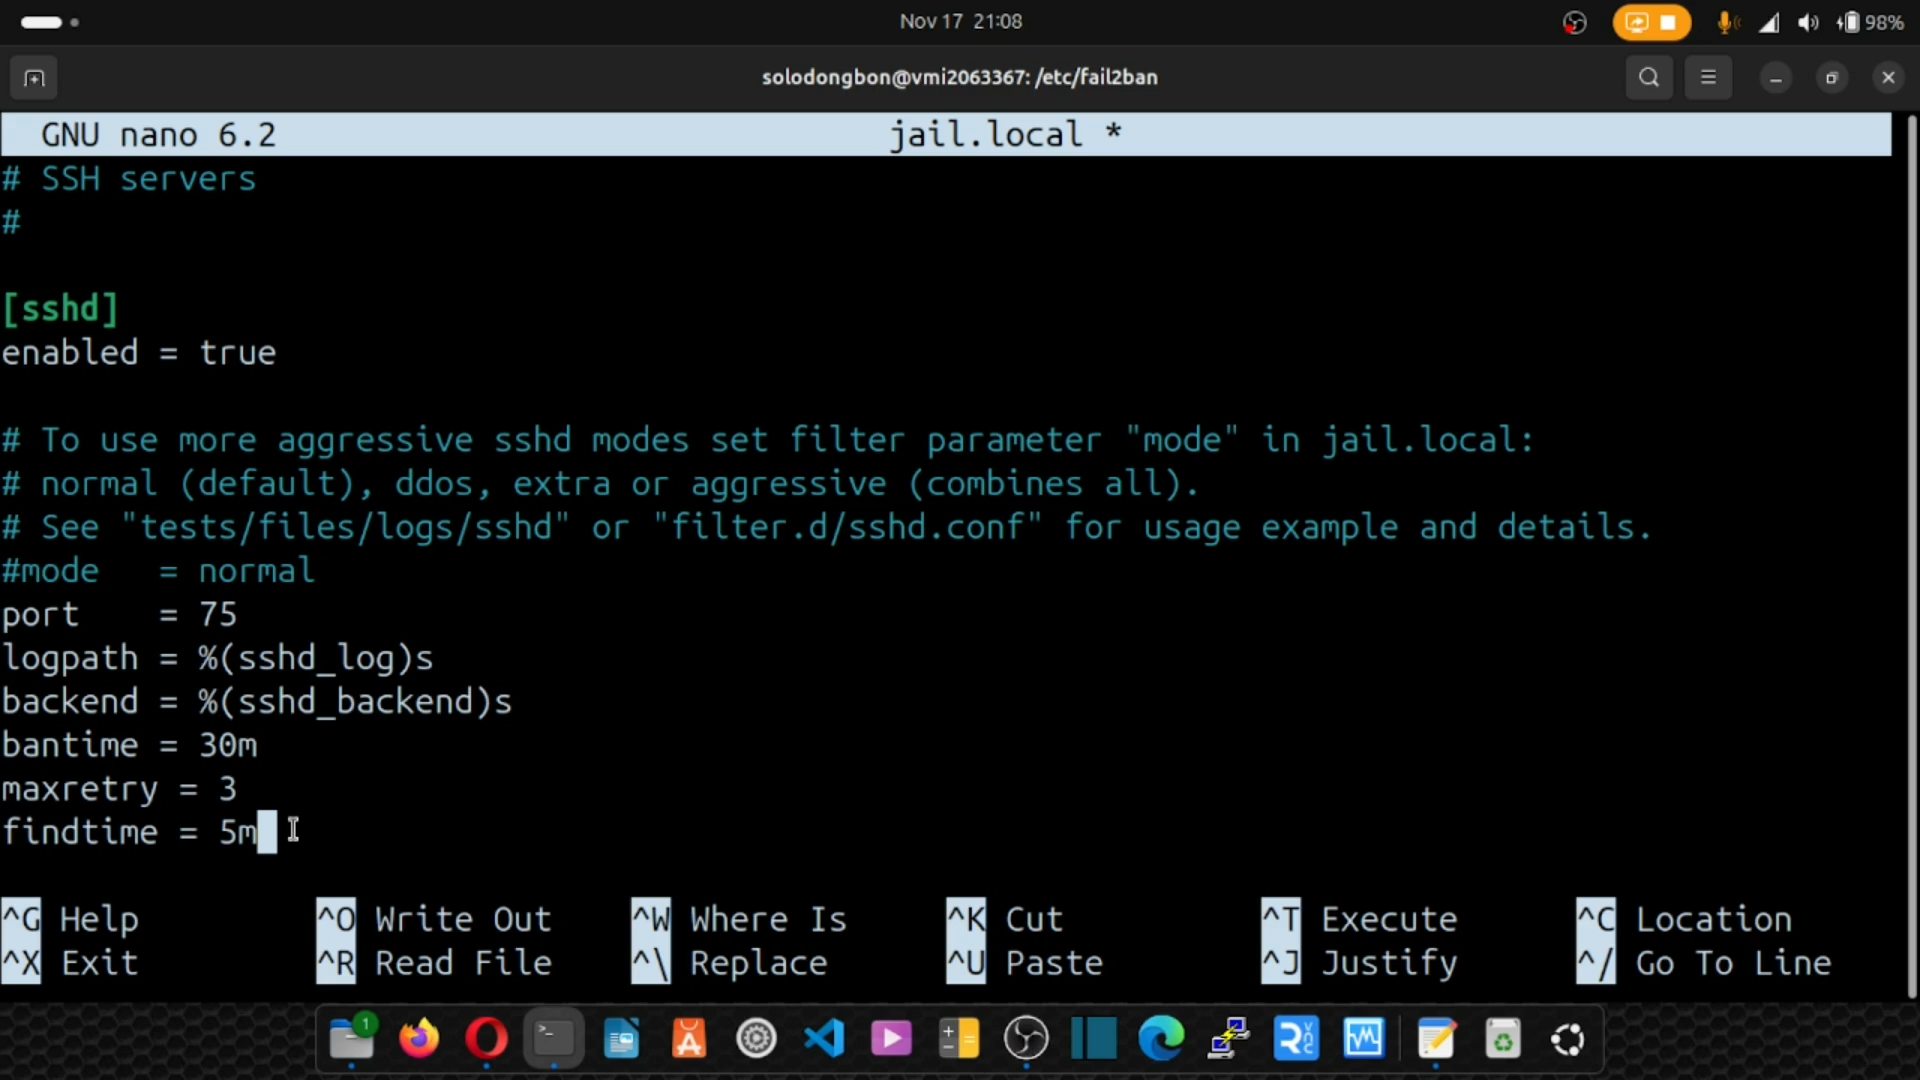 Nov 17 21:08
98%
solodongbon@vmi2063367: /etc/fail2ban
GNU nano 6.2 jail.local *
# SSH servers
#
[sshd]
enabled = true
# To use more aggressive sshd modes set filter parameter "mode" in jail.local:
# normal (default), ddos, extra or aggressive (combines all).
# See "tests/files/logs/sshd" or "filter.d/sshd.conf" for usage example and details.
#mode   = normal
port    = 75
logpath = %(sshd_log)s
backend = %(sshd_backend)s
bantime = 30m
maxretry = 3
findtime = 5m
^G Help ^O Write Out ^W Where Is ^K Cut ^T Execute ^C Location
^X Exit ^R Read File ^\ Replace ^U Paste ^J Justify ^/ Go To Line
1